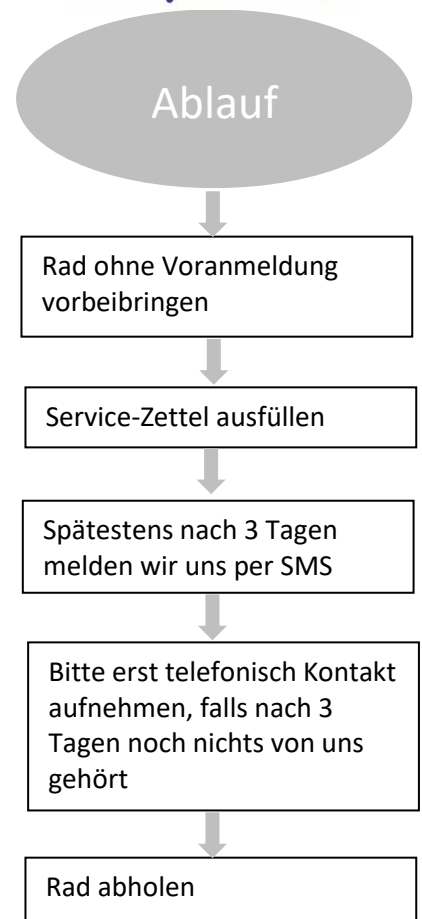 Ablauf
Rad ohne Voranmeldung
vorbeibringen
Service-Zettel ausfüllen
Spätestens nach 3 Tagen
melden wir uns per SMS
Bitte erst telefonisch Kontakt
aufnehmen, falls nach 3
Tagen noch nichts von uns
gehört
Rad abholen